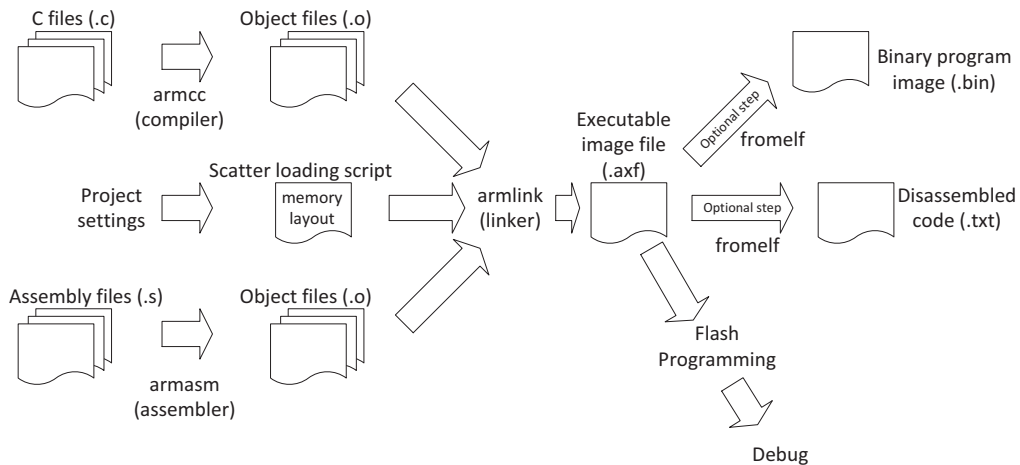 C files (.c)
armcc
(compiler)
Object files (.o)
Project
settings
Scatter loading script
memory
layout
Assembly files (.s)
armasm
(assembler)
Object files (.o)
armlink
(linker)
Executable
image file
(.axf)
Optional step
fromelf
Binary program
image (.bin)
Optional step
fromelf
Disassembled
code (.txt)
Flash
Programming
Debug